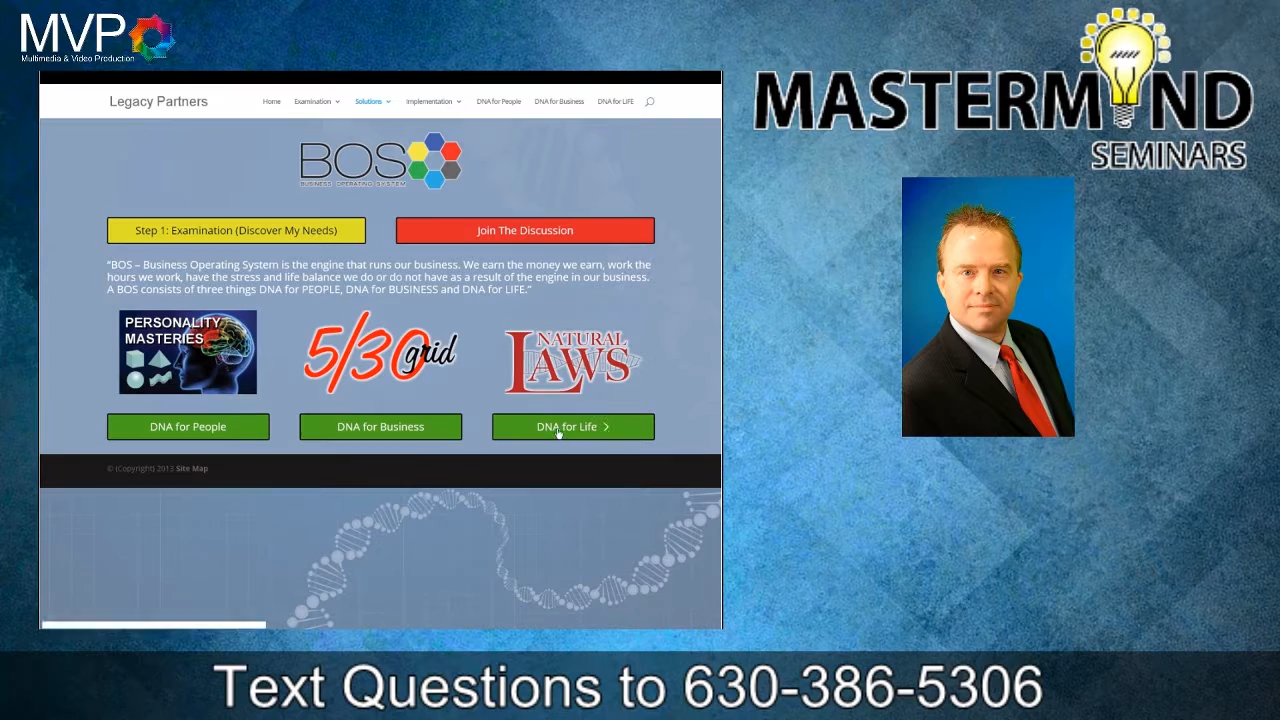 MVP
Multimedia & Video Production
MASTERMIND
SEMINARS
Legacy Partners
Home Examination Solutions Implementation DNA for People DNA for Business DNA for LIFE
BOS
BUSINESS OPERATING SYSTEM
Step 1: Examination (Discover My Needs)
Join The Discussion
“BOS – Business Operating System is the engine that runs our business. We earn the money we earn, work the
hours we work, have the stress and life balance we do or do not have as a result of the engine in our business.
A BOS consists of three things DNA for PEOPLE, DNA for BUSINESS and DNA for LIFE.”
PERSONALITY
MASTERIES
5/30 grid
NATURAL
LAWS
DNA for People
DNA for Business
DNA for Life
© (Copyright) 2013 Site Map
Text Questions to 630-386-5306